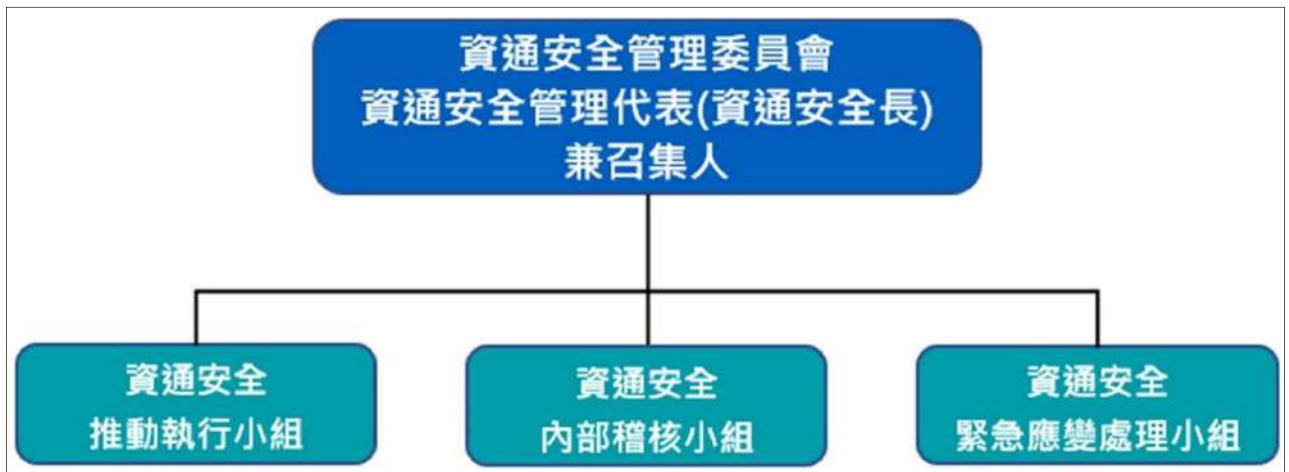 資通安全管理委員會
資通安全管理代表(資通安全長)
兼召集人
資通安全
推動執行小組
資通安全
內部稽核小組
資通安全
緊急應變處理小組